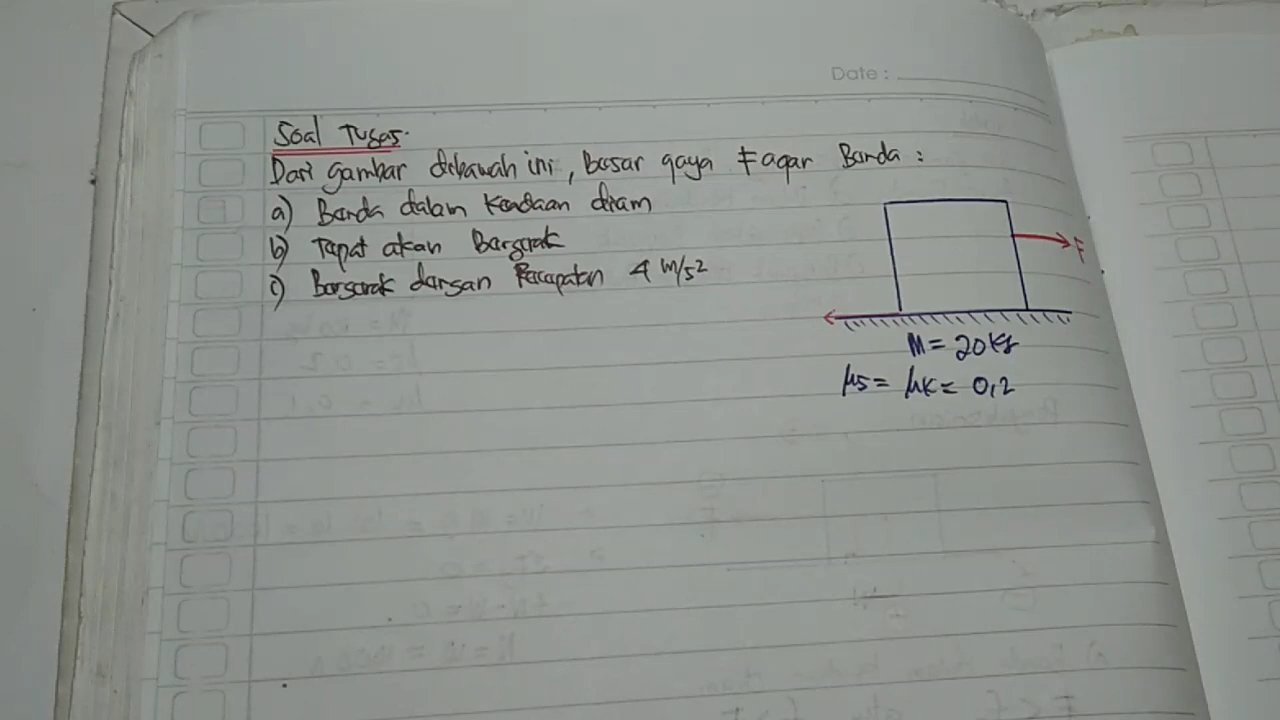 Date :
Soal Tugas.
Dari gambar dibawah ini, besar gaya F agar Benda :
a) Benda dalam Keadaan diam
b) Tepat akan Bergerak
c) Bergerak dengan Percepatan 4 m/s²
F
M = 20 kg
μs = μk = 0,2